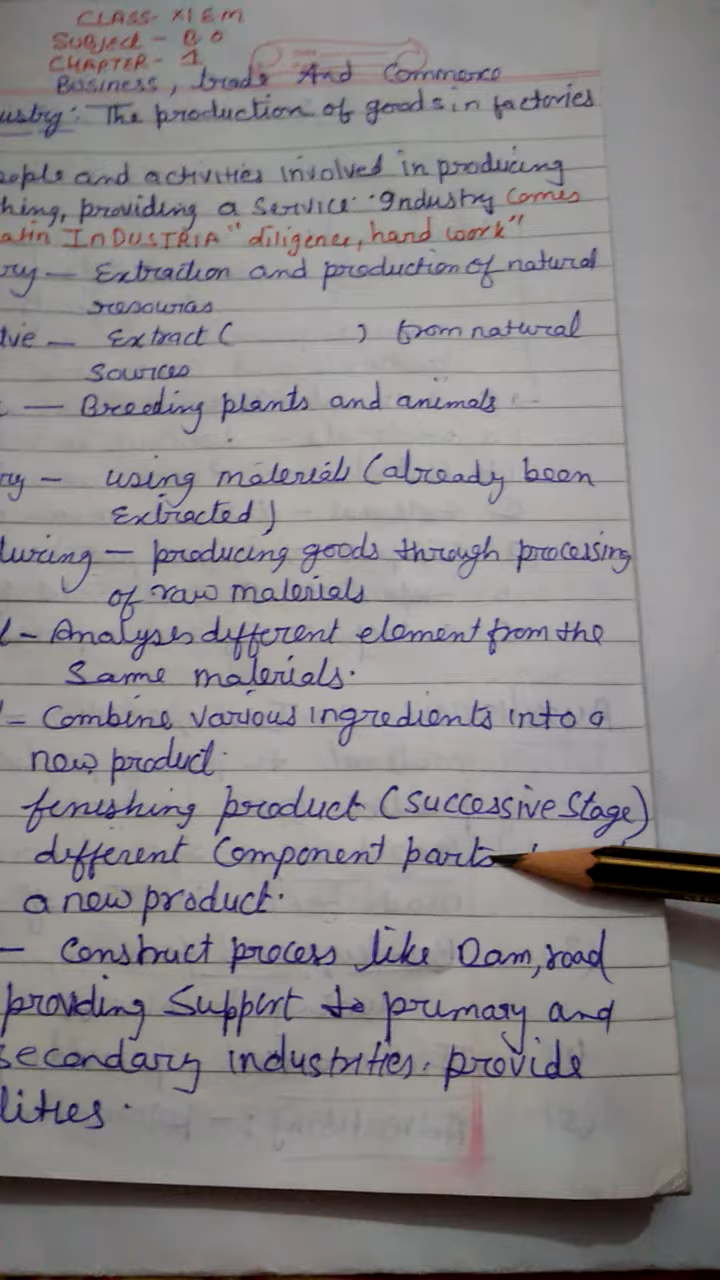 CLASS- XI EM
SUBJECT - B O
CHAPTER - 1
Business, trade And Commerce
ustry: The production of goods in factories
eople and activities involved in producing
hing, providing a service. Industry comes
atin INDUSTRIA "diligence, hard work"
ry - Extraction and production of natural
resources
tve - Extract ( ) from natural
Sources
- Breeding plants and animals
ry - using materials (already been
Extracted)
turing - producing goods through processing
of raw materials
l - Analyses different element from the
Same materials.
- Combine various ingredients into a
new product.
finishing product (successive Stage)
different Component parts
a new product.
- Construct process like Dam, road
providing Support to primary and
secondary industrities. provide
lities.